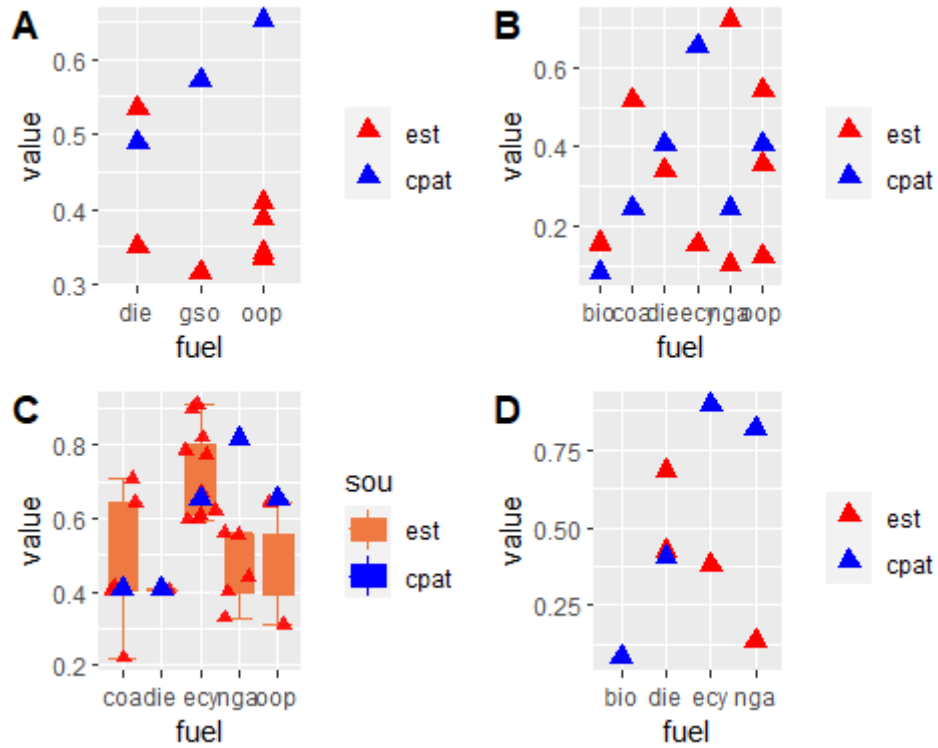 A
value
0.6
0.5
0.4
0.3
die gso oop
fuel
est
cpat
B
value
0.6
0.4
0.2
bio coa die ecy nga oop
fuel
est
cpat
C
value
0.8
0.6
0.4
0.2
coa die ecy nga oop
fuel
sou
est
cpat
D
value
0.75
0.50
0.25
bio die ecy nga
fuel
est
cpat